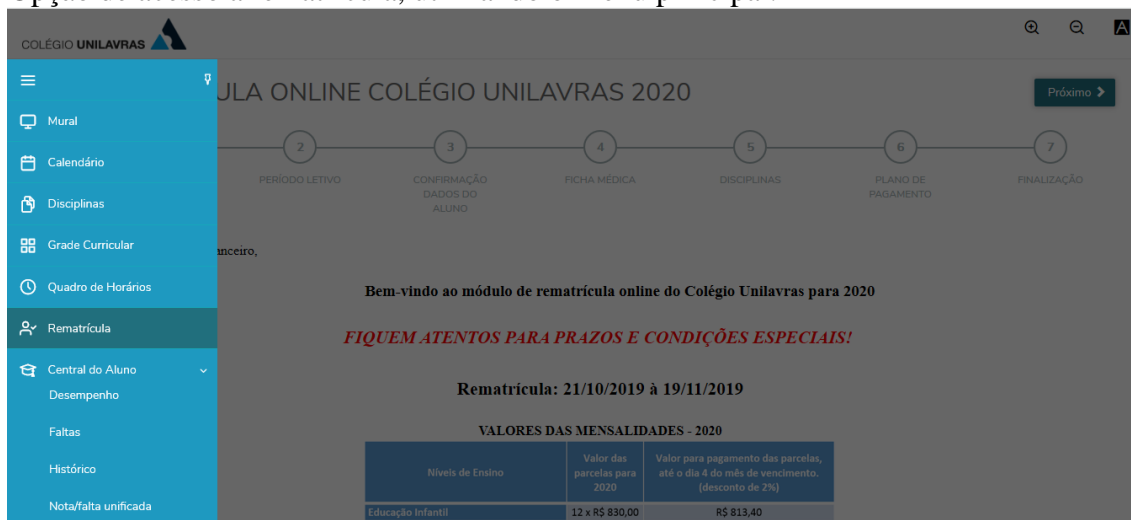 COLÉGIO UNILAVRAS
ULA ONLINE COLÉGIO UNILAVRAS 2020
Próximo
Mural
Calendário
Disciplinas
Grade Curricular
Quadro de Horários
Rematrícula
Central do Aluno
Desempenho
Faltas
Histórico
Nota/falta unificada
2
PERÍODO LETIVO
3
CONFIRMAÇÃO
DADOS DO
ALUNO
4
FICHA MÉDICA
5
DISCIPLINAS
6
PLANO DE
PAGAMENTO
7
FINALIZAÇÃO
anceiro,
Bem-vindo ao módulo de rematrícula online do Colégio Unilavras para 2020
FIQUEM ATENTOS PARA PRAZOS E CONDIÇÕES ESPECIAIS!
Rematrícula: 21/10/2019 à 19/11/2019
VALORES DAS MENSALIDADES - 2020
Níveis de Ensino
Valor das
parcelas para
2020
Valor para pagamento das parcelas,
até o dia 4 do mês de vencimento.
(desconto de 2%)
Educação Infantil 12 x R$ 830,00 R$ 813,40